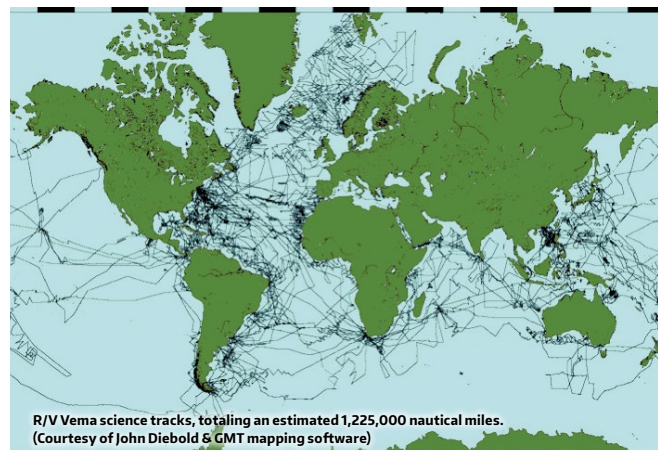 R/V Vema science tracks, totaling an estimated 1,225,000 nautical miles.
(Courtesy of John Diebold & GMT mapping software)